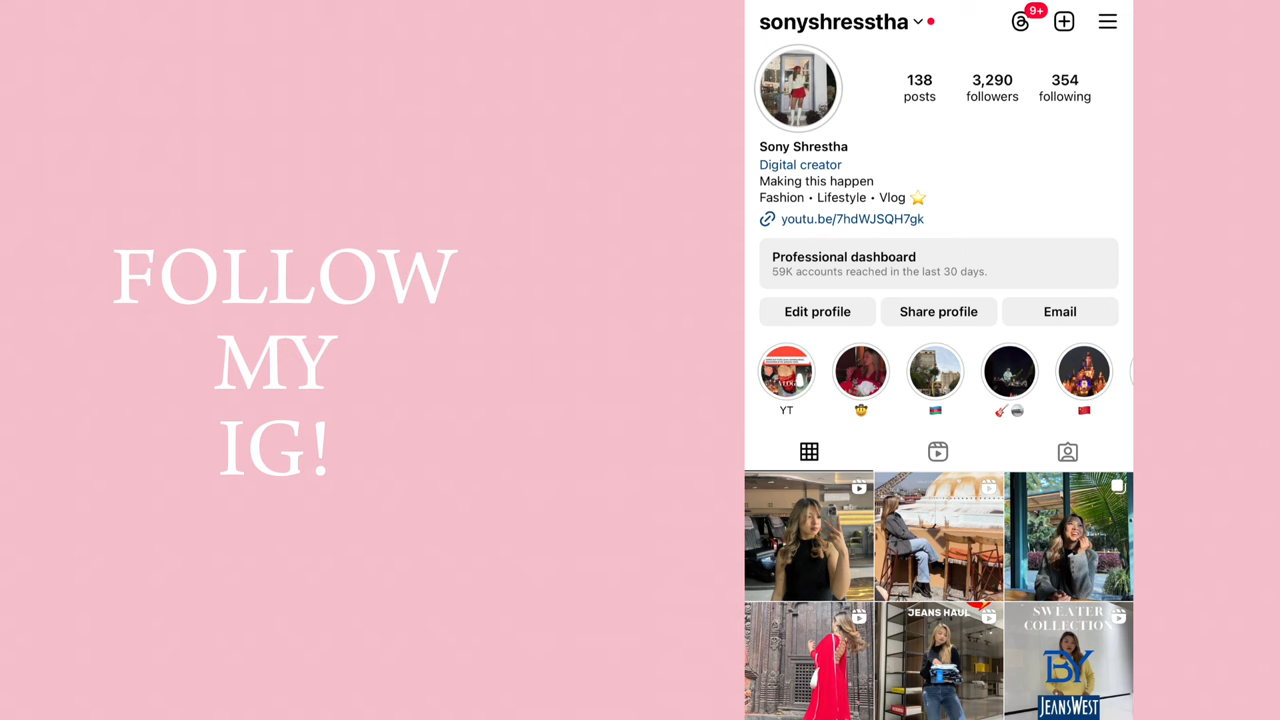 FOLLOW
MY
IG!
sonyshresstha
9+
138
posts
3,290
followers
354
following
Sony Shrestha
Digital creator
Making this happen
Fashion • Lifestyle • Vlog ⭐
youtu.be/7hdWJSQH7gk
Professional dashboard
59K accounts reached in the last 30 days.
Edit profile
Share profile
Email
YT
JEANS HAUL
SWEATER
COLLECTION
BY
JEANSWEST